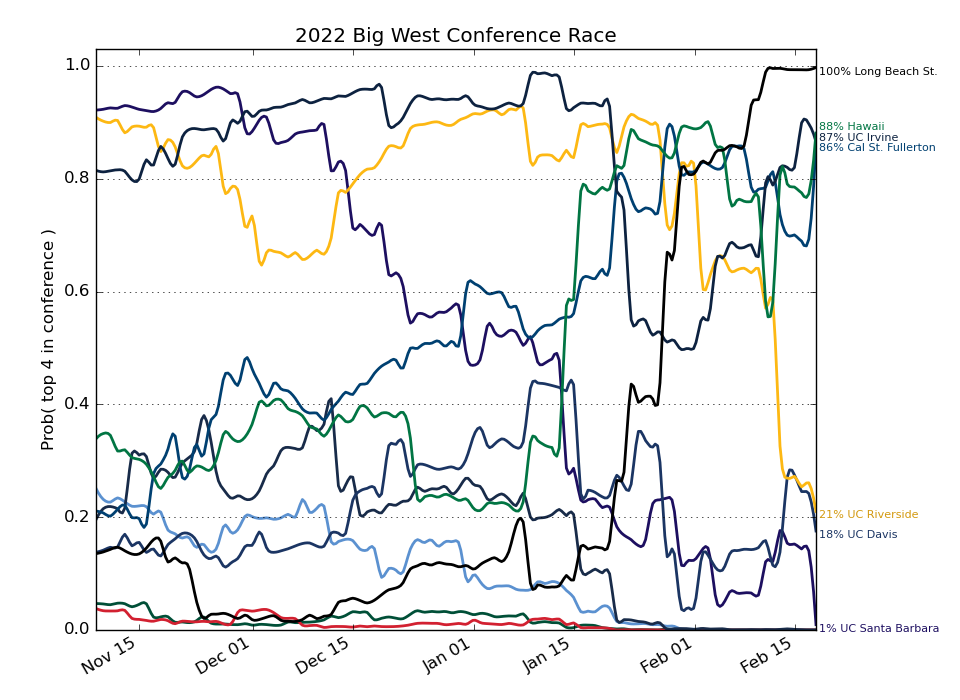 2022 Big West Conference Race
Prob( top 4 in conference )
1.0
0.8
0.6
0.4
0.2
0.0
Nov 15
Dec 01
Dec 15
Jan 01
Jan 15
Feb 01
Feb 15
100% Long Beach St.
88% Hawaii
87% UC Irvine
86% Cal St. Fullerton
21% UC Riverside
18% UC Davis
1% UC Santa Barbara